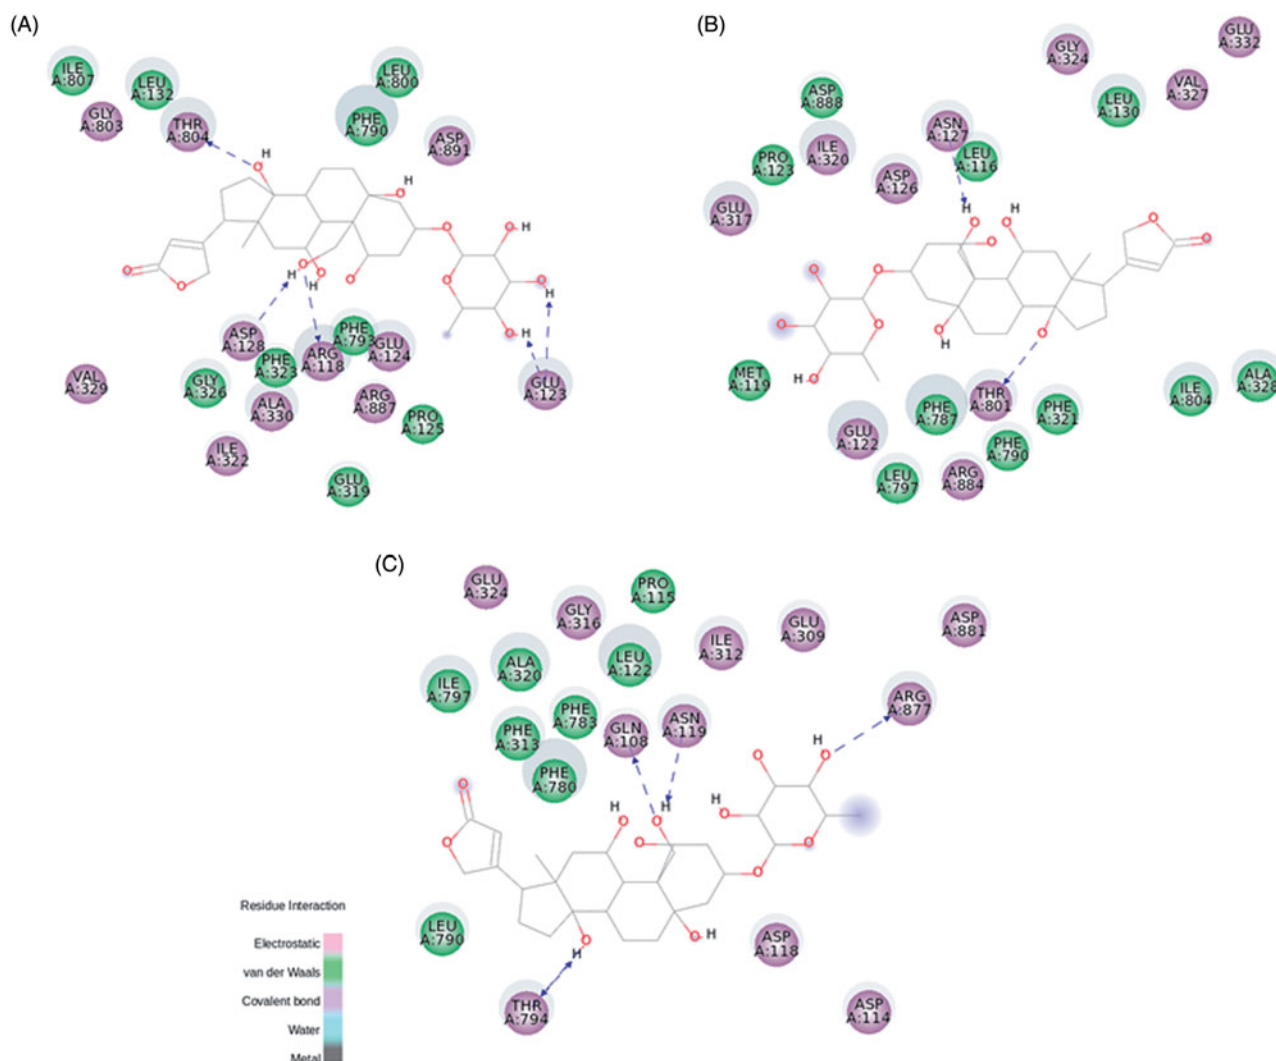 (A)
ILE
A:807
LEU
A:132
GLY
A:803
THR
A:804
LEU
A:800
PHE
A:790
ASP
A:891
H
O
O
H
O
O
H
O
O
O
H
O
H
O
O
H
O
H
O
H
O
O
O
ASP
A:128
PHE
A:323
ARG
A:118
PHE
A:793
GLU
A:124
VAL
A:329
GLY
A:326
ALA
A:330
ARG
A:887
GLU
A:123
PRO
A:125
ILE
A:322
GLU
A:319
(B)
GLU
A:332
GLY
A:324
VAL
A:327
ASP
A:888
LEU
A:130
ASN
A:127
ILE
A:320
LEU
A:116
PRO
A:123
ASP
A:126
GLU
A:317
H
O
H
O
O
O
O
O
O
O
O
O
H
O
O
H
O
MET
A:119
ILE
A:804
ALA
A:328
PHE
A:787
THR
A:801
PHE
A:321
GLU
A:122
PHE
A:790
LEU
A:797
ARG
A:884
(C)
GLU
A:324
GLY
A:316
PRO
A:115
ILE
A:312
GLU
A:309
ASP
A:881
ALA
A:320
LEU
A:122
ILE
A:797
PHE
A:783
PHE
A:313
GLN
A:108
ASN
A:119
ARG
A:877
PHE
A:780
H
O
O
O
H
O
H
O
H
O
O
O
O
O
O
H
O
H
LEU
A:790
ASP
A:118
THR
A:794
ASP
A:114
Residue Interaction
Electrostatic
van der Waals
Covalent bond
Water
Metal